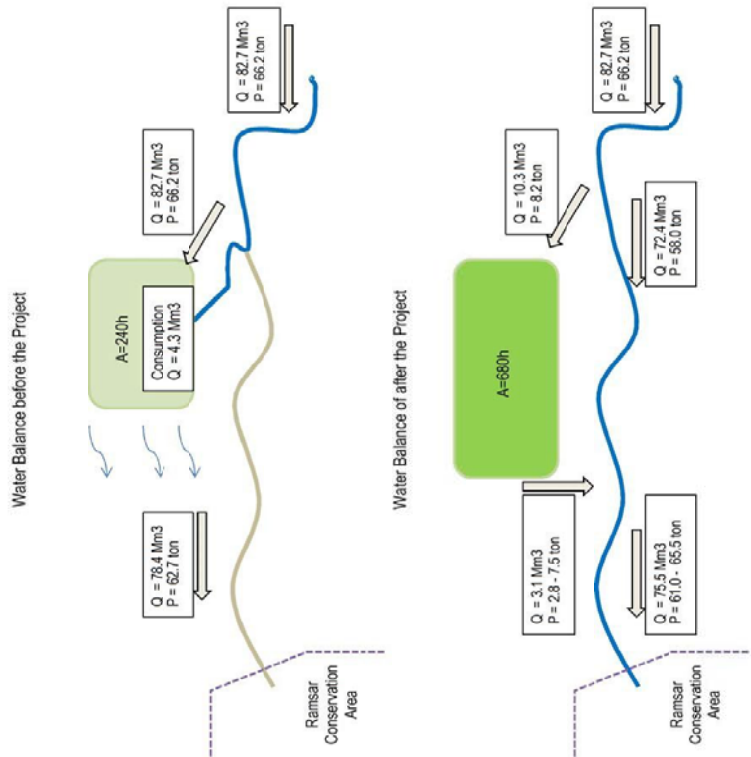 Water Balance before the Project
A=240h
Consumption
Q = 4.3 Mm3
Q = 82.7 Mm3
P = 66.2 ton
Q = 82.7 Mm3
P = 66.2 ton
Q = 78.4 Mm3
P = 62.7 ton
Ramsar
Conservation
Area
Water Balance of after the Project
A=680h
Q = 10.3 Mm3
P = 8.2 ton
Q = 82.7 Mm3
P = 66.2 ton
Q = 72.4 Mm3
P = 58.0 ton
Q = 3.1 Mm3
P = 2.8 - 7.5 ton
Q = 75.5 Mm3
P = 61.0 - 65.5 ton
Ramsar
Conservation
Area